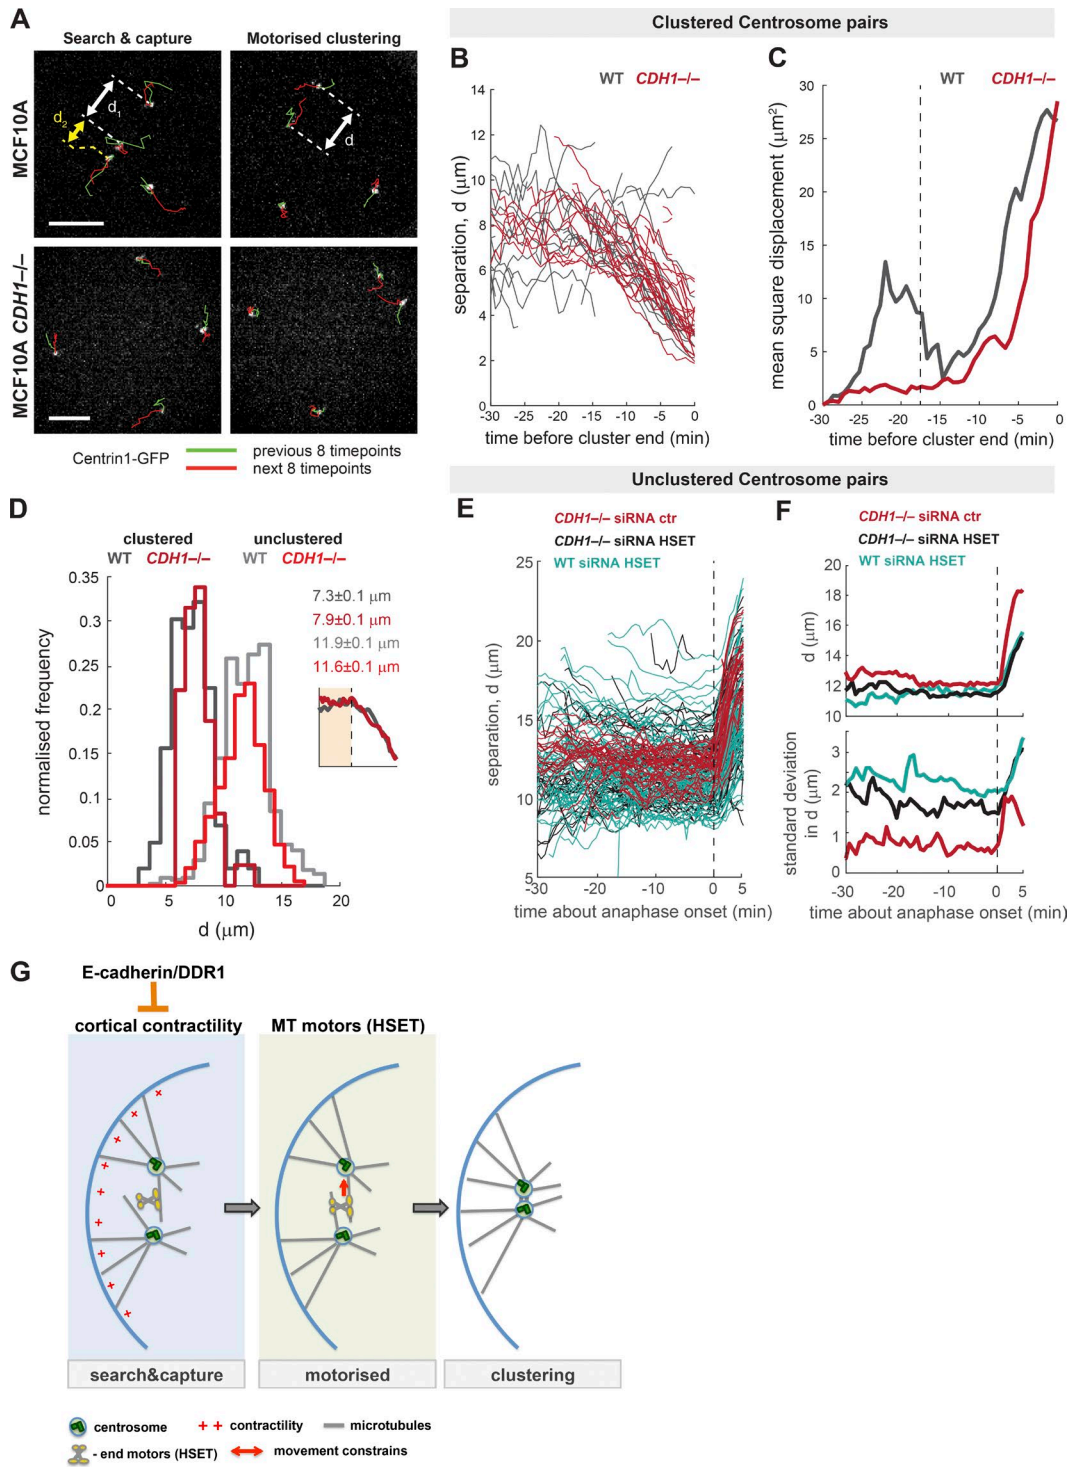 A
Search & capture
Motorised clustering
MCF10A
d1
d2
d
MCF10A CDH1–/–
Centrin1-GFP
previous 8 timepoints
next 8 timepoints
Clustered Centrosome pairs
B
WT CDH1–/–
separation, d (μm)
14
12
10
8
6
4
2
0
-30 -25 -20 -15 -10 -5 0
time before cluster end (min)
C
WT CDH1–/–
mean square displacement (μm2)
30
25
20
15
10
5
0
-30 -25 -20 -15 -10 -5 0
time before cluster end (min)
D
clustered unclustered
WT CDH1–/– WT CDH1–/–
normalised frequency
0.35
0.3
0.25
0.2
0.15
0.1
0.05
0
0 5 10 15 20
d (μm)
7.3±0.1 μm
7.9±0.1 μm
11.9±0.1 μm
11.6±0.1 μm
Unclustered Centrosome pairs
E
CDH1–/– siRNA ctr
CDH1–/– siRNA HSET
WT siRNA HSET
separation, d (μm)
25
20
15
10
5
-30 -20 -10 0 5
time about anaphase onset (min)
F
CDH1–/– siRNA ctr
CDH1–/– siRNA HSET
WT siRNA HSET
d (μm)
20
18
16
14
12
10
standard deviation
in d (μm)
3
2
1
0
-30 -20 -10 0 5
time about anaphase onset (min)
G
E-cadherin/DDR1
cortical contractility
MT motors (HSET)
search&capture
motorised
clustering
centrosome
+ + contractility
microtubules
- end motors (HSET)
movement constrains